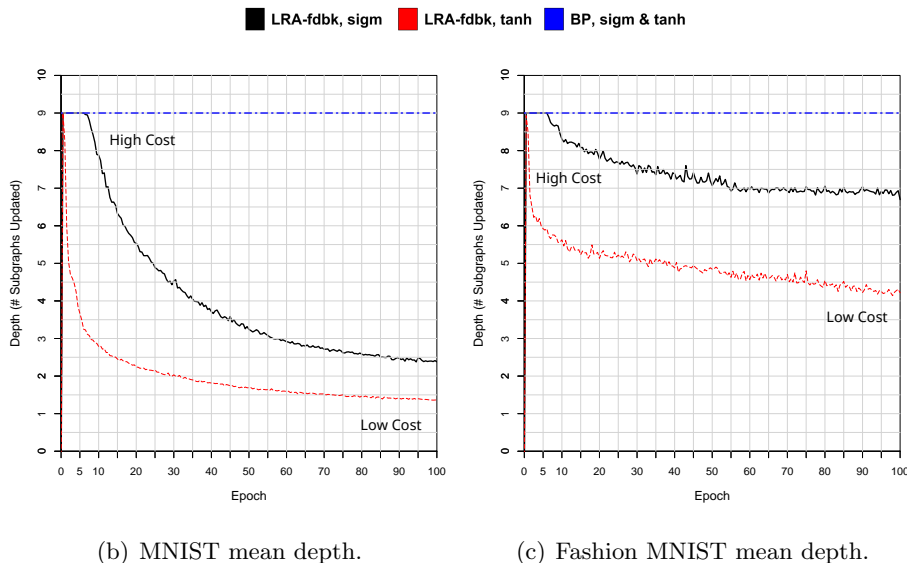 LRA-fdbk, sigm LRA-fdbk, tanh BP, sigm & tanh
Depth (# Subgraphs Updated)
10
9
8
7
6
5
4
3
2
1
0
High Cost
Low Cost
0 5 10 20 30 40 50 60 70 80 90 100
Epoch
(b) MNIST mean depth.
Depth (# Subgraphs Updated)
10
9
8
7
6
5
4
3
2
1
0
High Cost
Low Cost
0 5 10 20 30 40 50 60 70 80 90 100
Epoch
(c) Fashion MNIST mean depth.